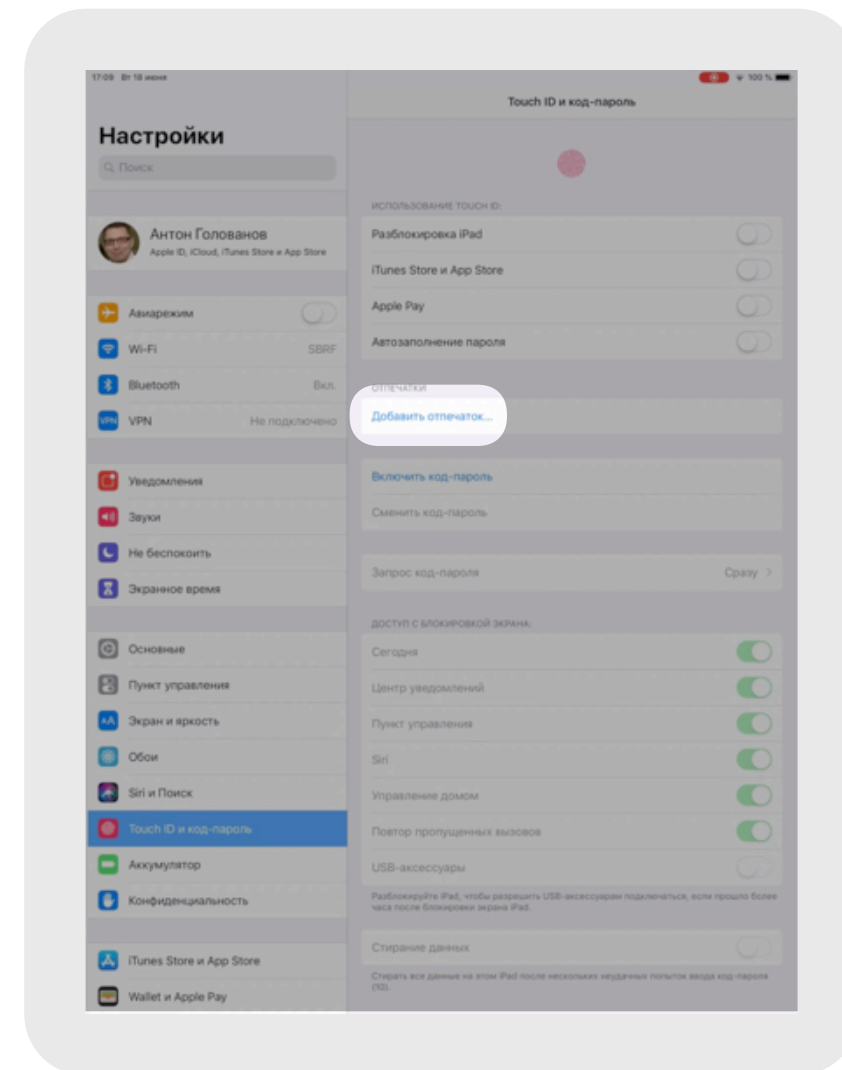 17:09 Вт 18 июня
100 %
Touch ID и код-пароль
Настройки
Поиск
Антон Голованов
Apple ID, iCloud, iTunes Store и App Store
Авиарежим
Wi-Fi SBRF
Bluetooth Вкл.
VPN VPN Не подключено
Уведомления
Звуки
Не беспокоить
Экранное время
Основные
Пункт управления
AA Экран и яркость
Обои
Siri и Поиск
Touch ID и код-пароль
Аккумулятор
Конфиденциальность
iTunes Store и App Store
Wallet и Apple Pay
ИСПОЛЬЗОВАНИЕ TOUCH ID:
Разблокировка iPad
iTunes Store и App Store
Apple Pay
Автозаполнение пароля
ОТПЕЧАТКИ
Добавить отпечаток...
Включить код-пароль
Сменить код-пароль
Запрос код-пароля Сразу >
ДОСТУП С БЛОКИРОВКОЙ ЭКРАНА:
Сегодня
Центр уведомлений
Пункт управления
Siri
Управление домом
Повтор пропущенных вызовов
USB-аксессуары
Разблокируйте iPad, чтобы разрешить USB-аксессуарам подключаться, если прошло более
часа после блокировки экрана iPad.
Стирание данных
Стирать все данные на этом iPad после нескольких неудачных попыток ввода код-пароля
(10).